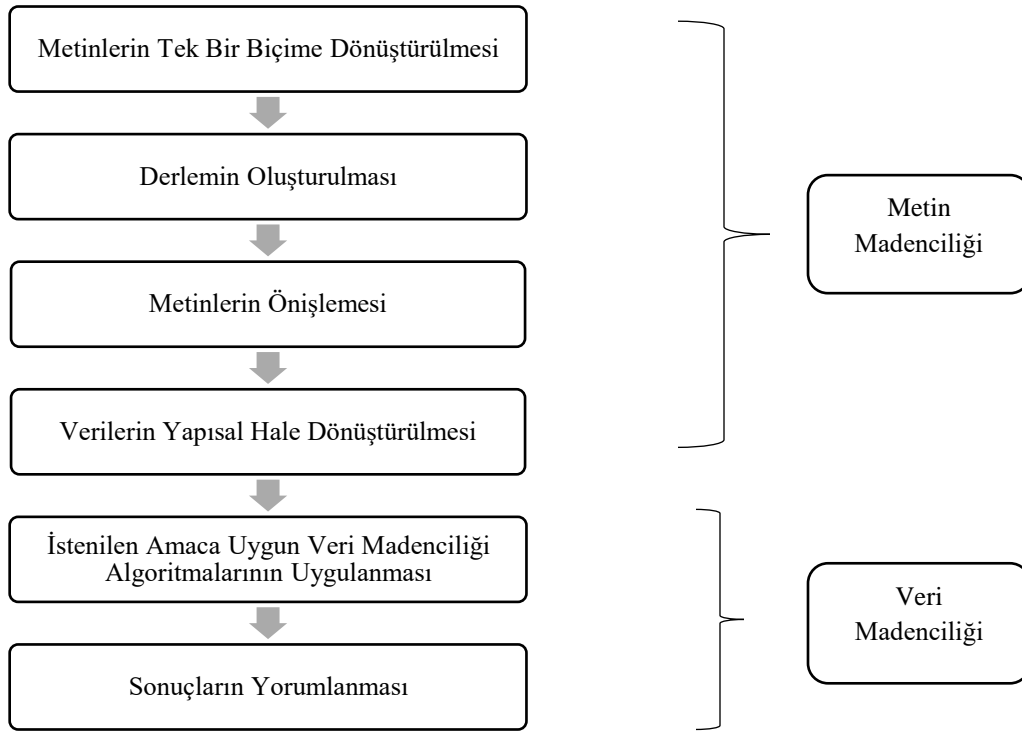 Metinlerin Tek Bir Biçime Dönüştürülmesi
Derlemin Oluşturulması
Metinlerin Önişlemesi
Verilerin Yapısal Hale Dönüştürülmesi
İstenilen Amaca Uygun Veri Madenciliği
Algoritmalarının Uygulanması
Sonuçların Yorumlanması
Metin
Madenciliği
Veri
Madenciliği